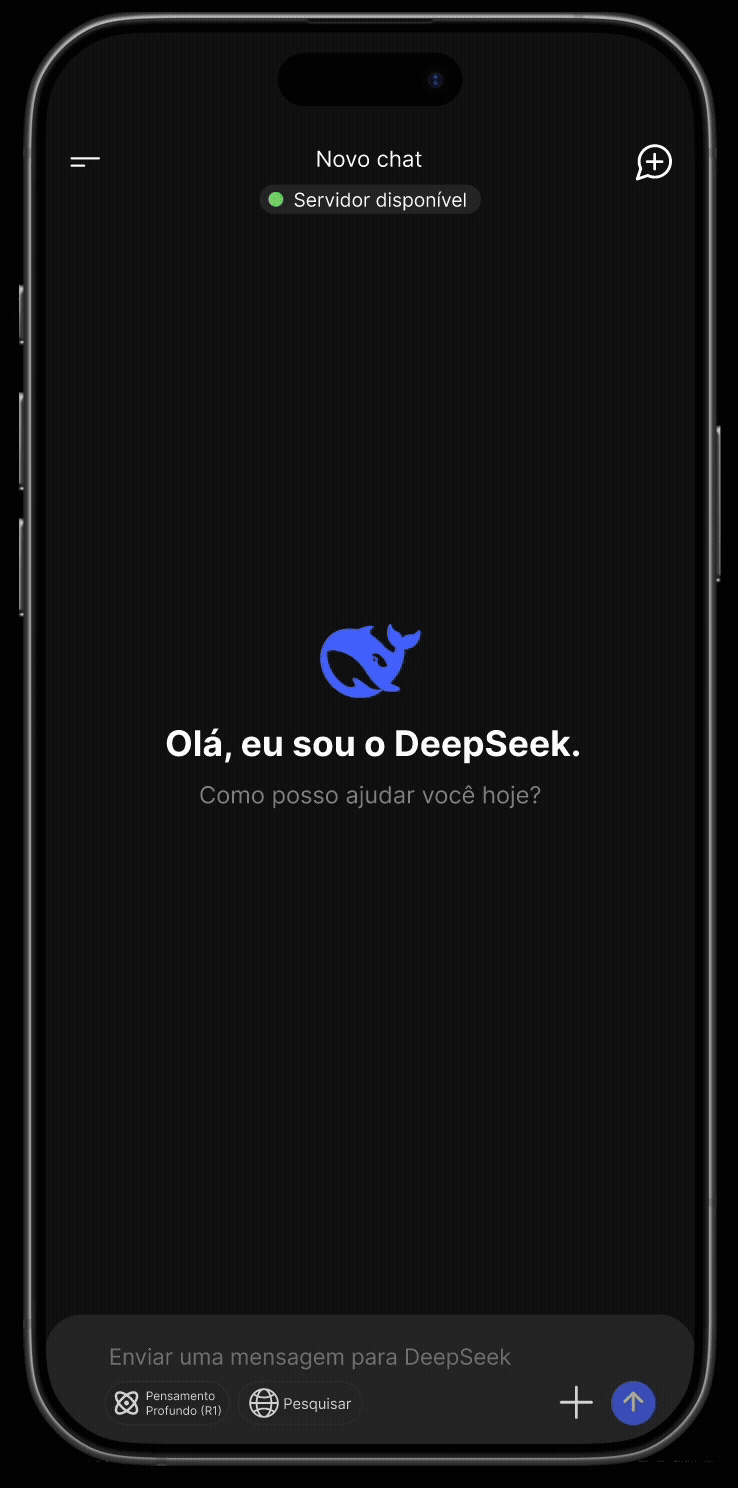 Novo chat
Servidor disponível
Olá, eu sou o DeepSeek.
Como posso ajudar você hoje?
Enviar uma mensagem para DeepSeek
Pensamento
Profundo (R1)
Pesquisar